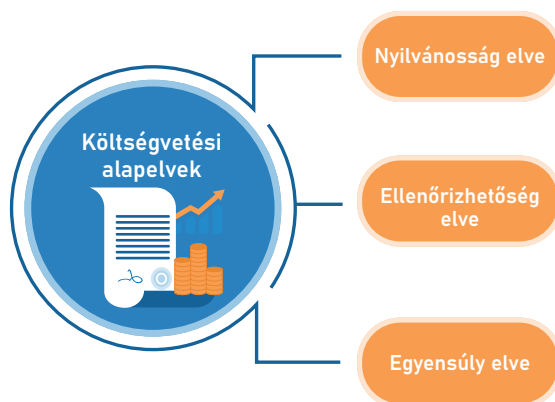 Költségvetési
alapelvek
Nyilvánosság elve
Ellenőrizhetőség
elve
Egyensúly elve